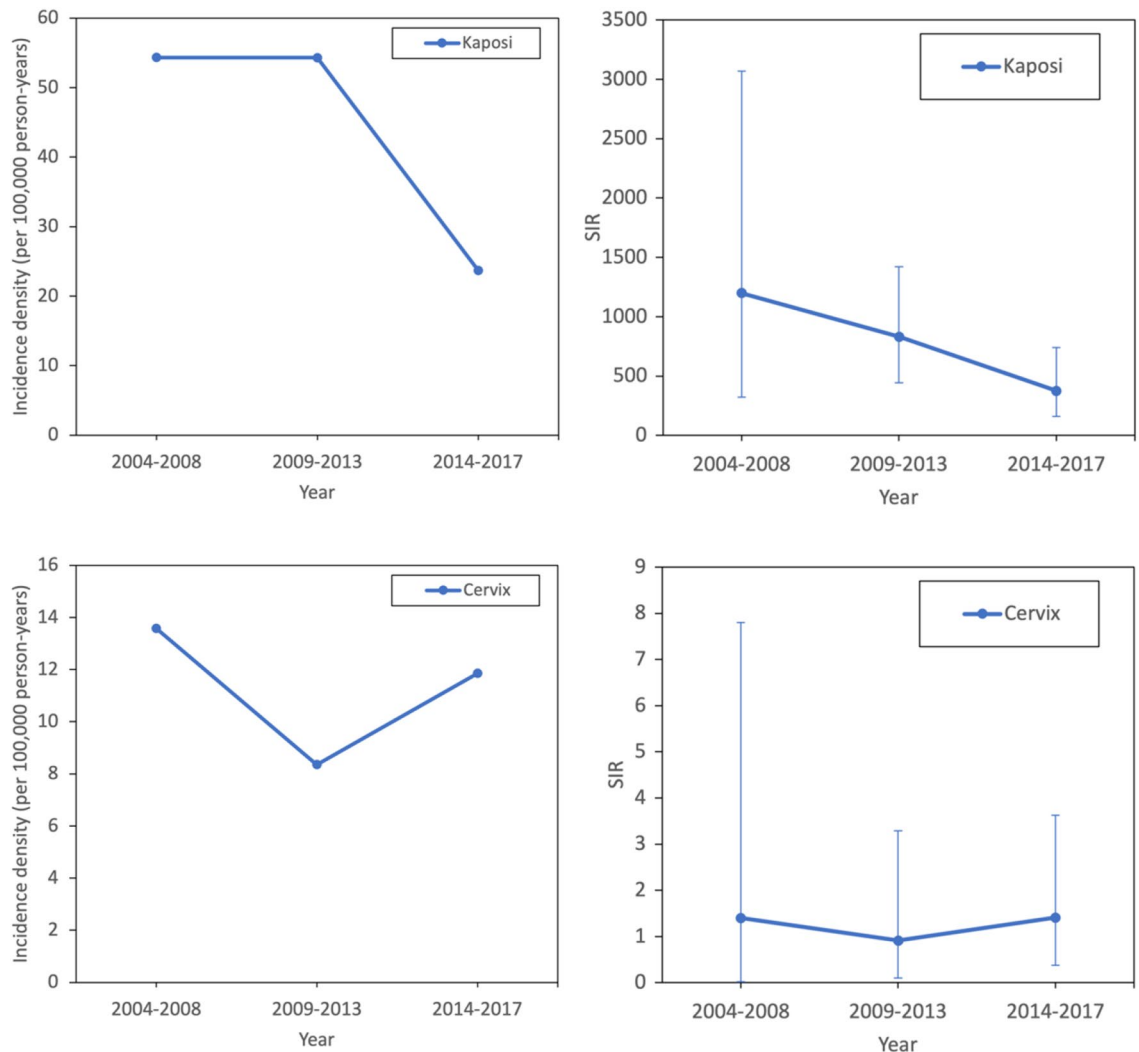 Incidence density (per 100,000 person-years)
60
50
40
30
20
10
0
Kaposi
2004-2008 2009-2013 2014-2017
Year
SIR
3500
3000
2500
2000
1500
1000
500
0
Kaposi
2004-2008 2009-2013 2014-2017
Year
Incidence density (per 100,000 person-years)
16
14
12
10
8
6
4
2
0
Cervix
2004-2008 2009-2013 2014-2017
Year
SIR
9
8
7
6
5
4
3
2
1
0
Cervix
2004-2008 2009-2013 2014-2017
Year